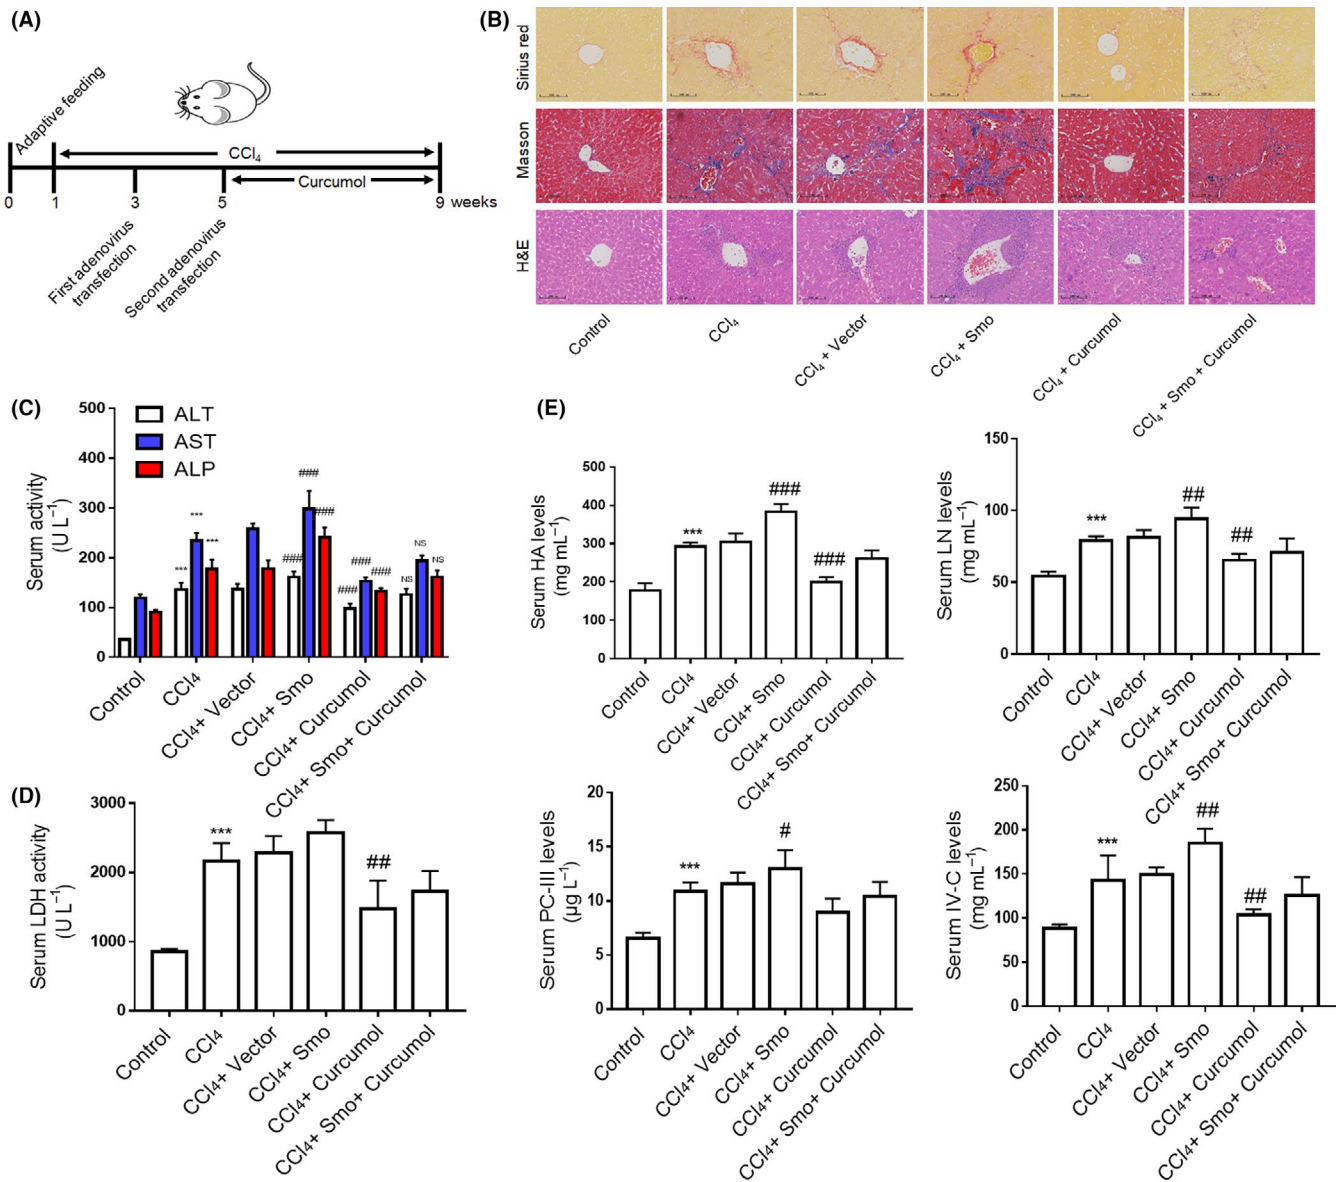 (A)
Adaptive feeding
CCl₄
Curcumol
0 1 3 5 9 weeks
First adenovirus
transfection
Second adenovirus
transfection
(B)
Sirius red
Masson
H&E
Control
CCl₄
CCl₄ + Vector
CCl₄ + Smo
CCl₄ + Curcumol
CCl₄ + Smo + Curcumol
(C)
Serum activity
(U L⁻¹)
500
400
300
200
100
0
ALT
AST
ALP
*** *** ***
### ### ###
### ### ###
NS NS NS
Control
CCl₄
CCl₄+ Vector
CCl₄+ Smo
CCl₄+ Curcumol
CCl₄+ Smo+ Curcumol
(D)
Serum LDH activity
(U L⁻¹)
3000
2000
1000
0
***
##
Control
CCl₄
CCl₄+ Vector
CCl₄+ Smo
CCl₄+ Curcumol
CCl₄+ Smo+ Curcumol
(E)
Serum HA levels
(mg mL⁻¹)
500
400
300
200
100
0
***
###
###
Control
CCl₄
CCl₄+ Vector
CCl₄+ Smo
CCl₄+ Curcumol
CCl₄+ Smo+ Curcumol
Serum LN levels
(mg mL⁻¹)
150
100
50
0
***
##
##
Control
CCl₄
CCl₄+ Vector
CCl₄+ Smo
CCl₄+ Curcumol
CCl₄+ Smo+ Curcumol
Serum PC-III levels
(µg L⁻¹)
20
15
10
5
0
***
#
Control
CCl₄
CCl₄+ Vector
CCl₄+ Smo
CCl₄+ Curcumol
CCl₄+ Smo+ Curcumol
Serum IV-C levels
(mg mL⁻¹)
250
200
150
100
50
0
***
##
##
Control
CCl₄
CCl₄+ Vector
CCl₄+ Smo
CCl₄+ Curcumol
CCl₄+ Smo+ Curcumol